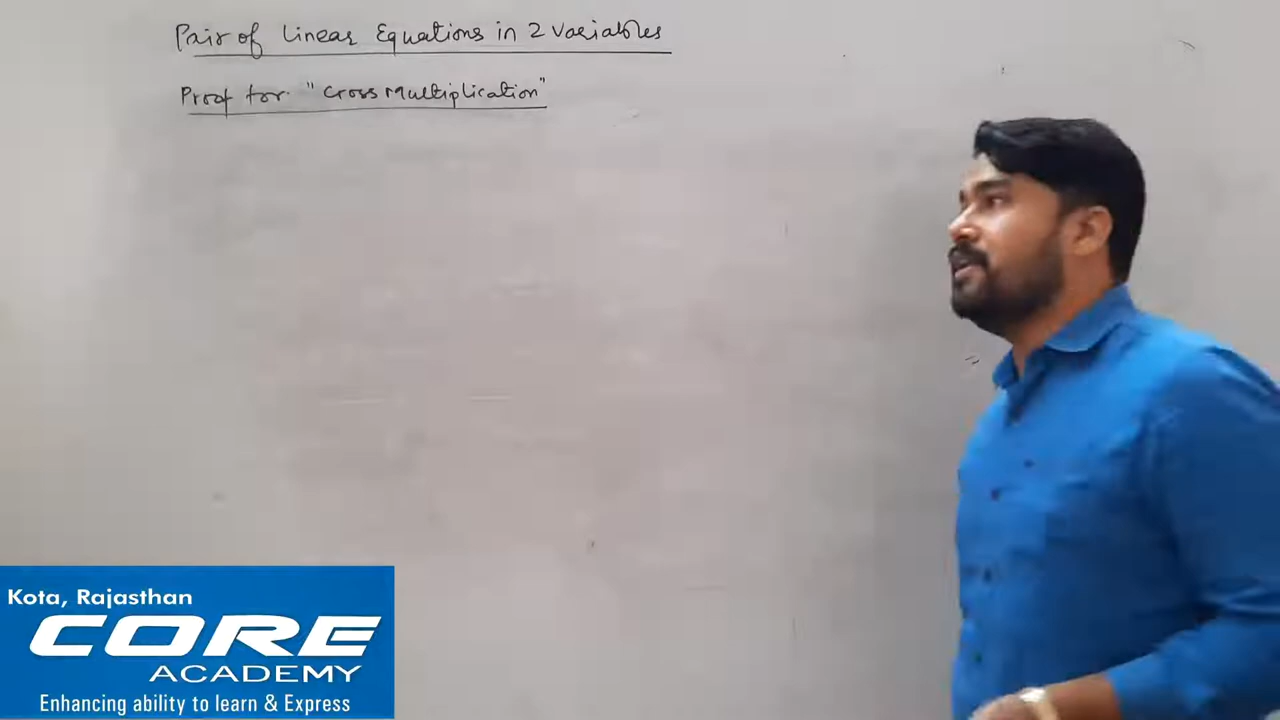 Pair of Linear Equations in 2 Variables
Proof for "Cross Multiplication"
Kota, Rajasthan
CORE
ACADEMY
Enhancing ability to learn & Express